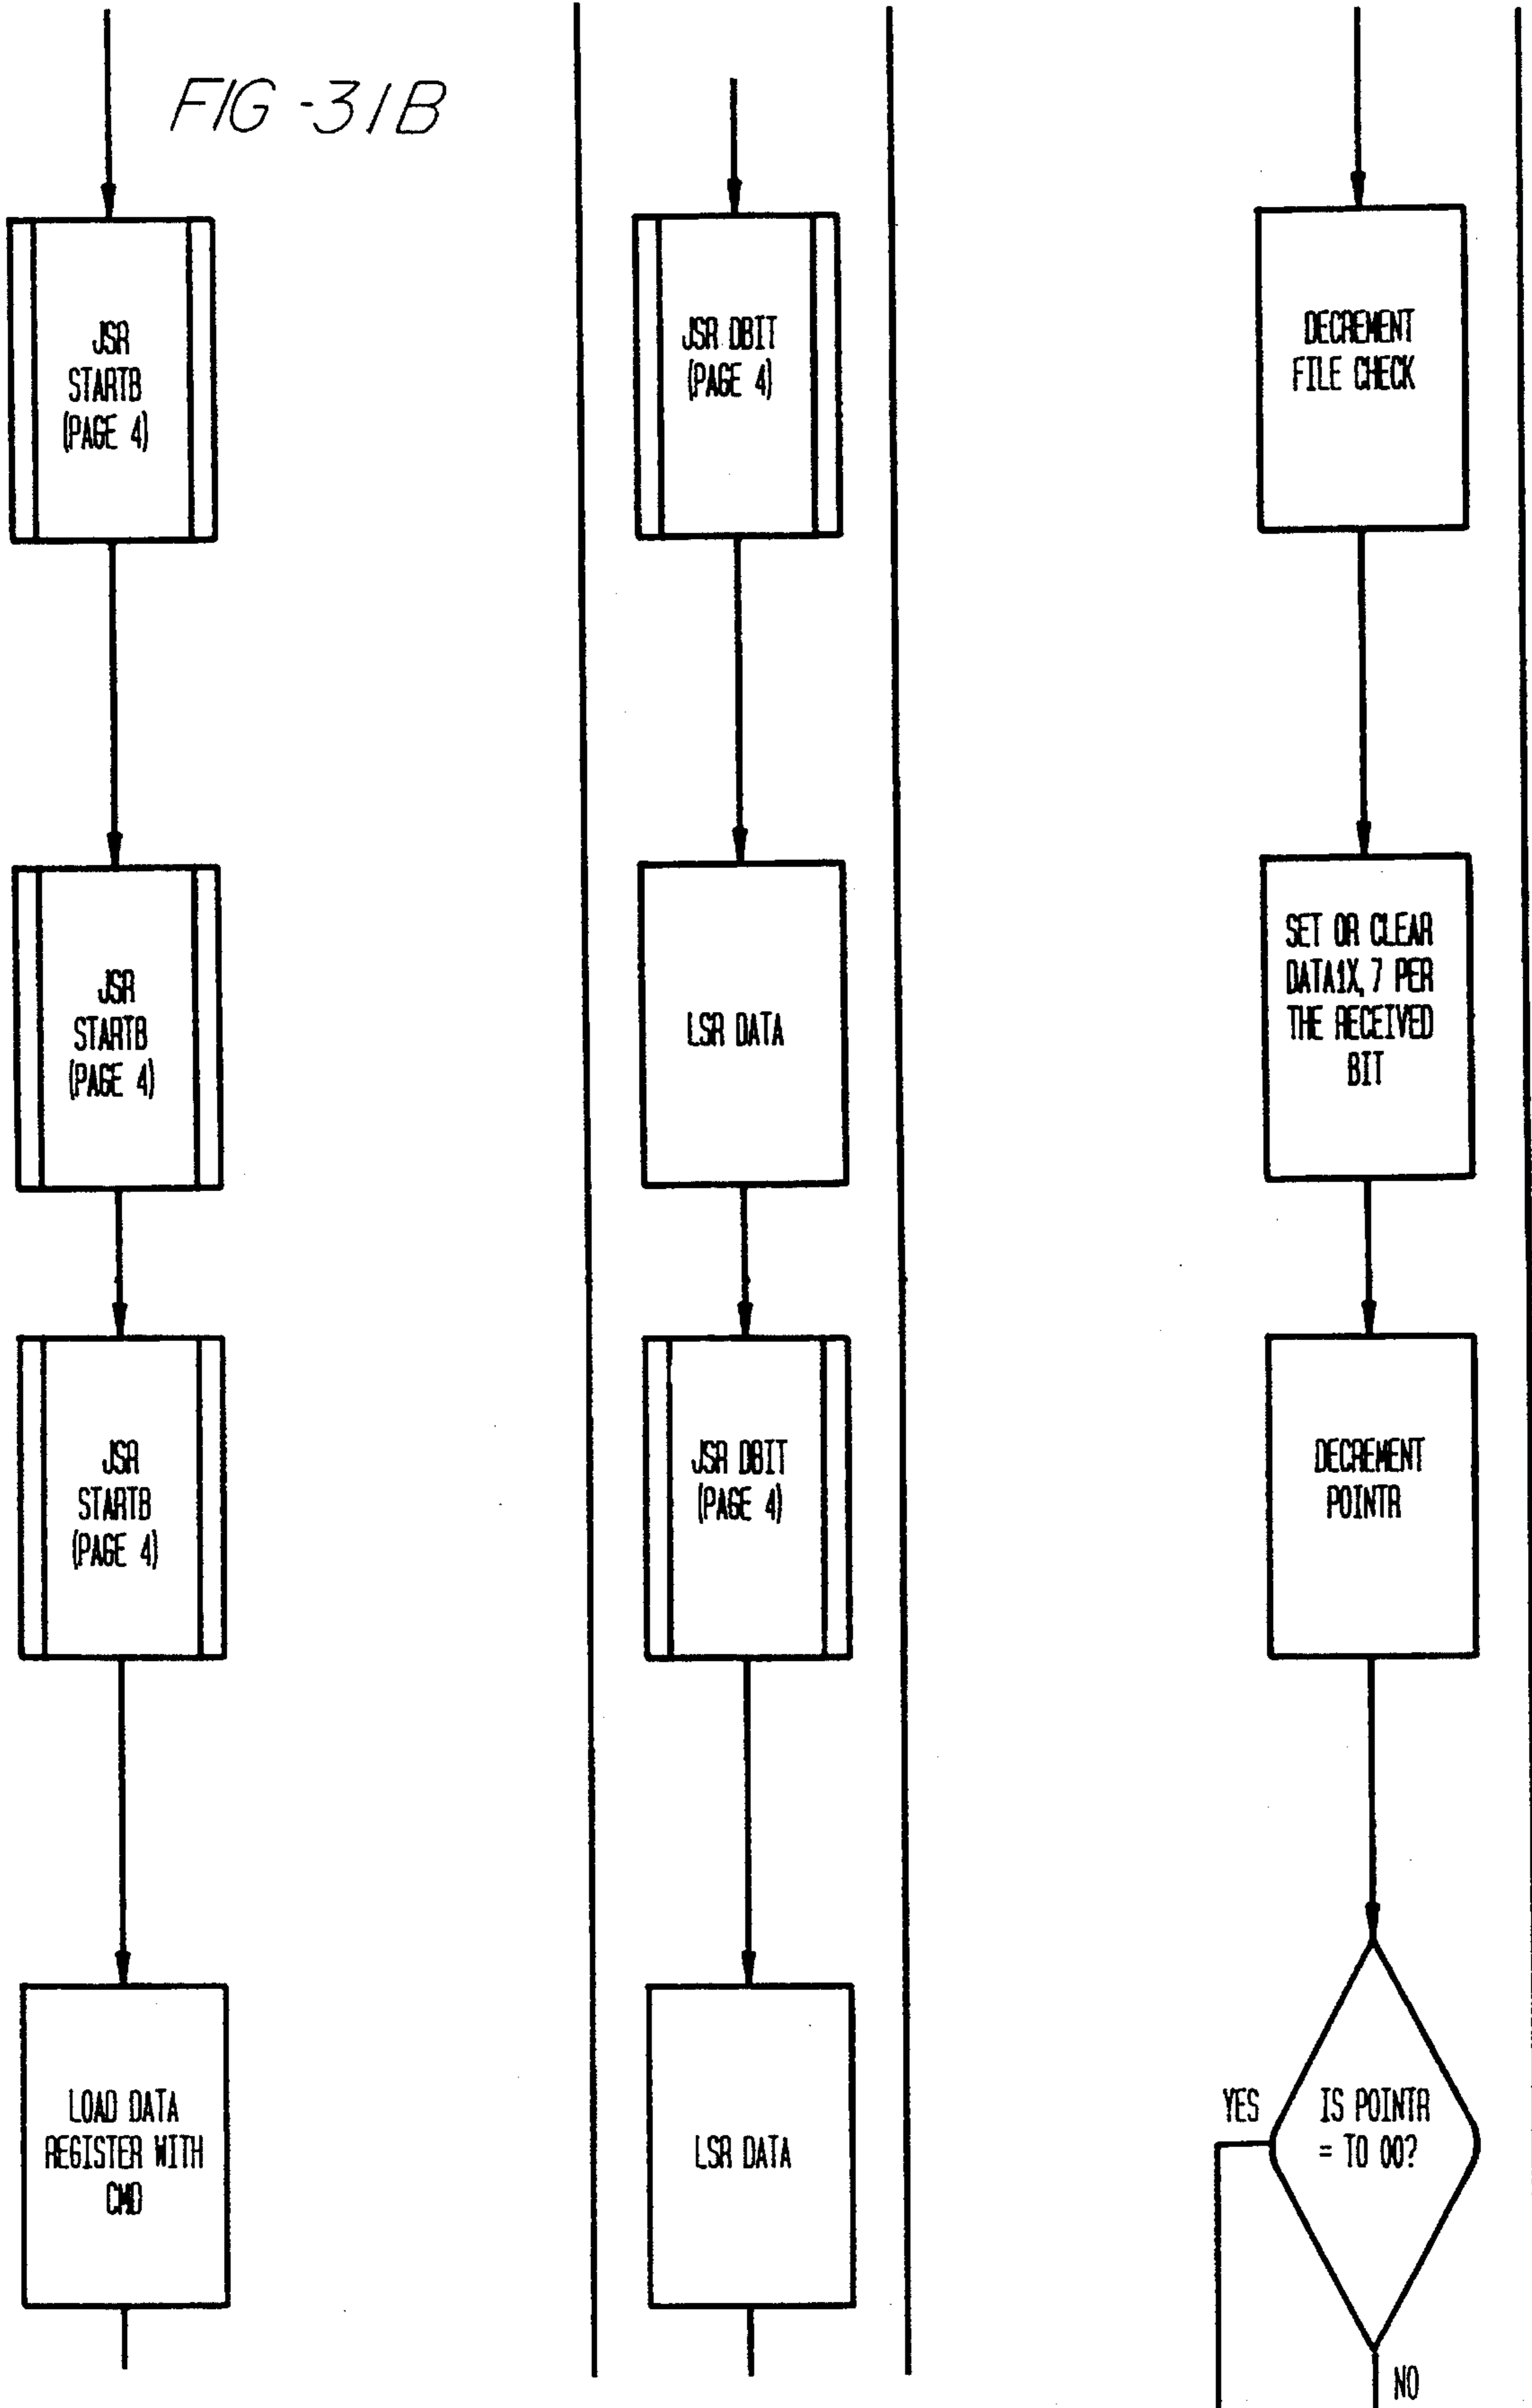 FIG-31B
JSR
STARTB
(PAGE 4)
JSR
STARTB
(PAGE 4)
JSR
STARTB
(PAGE 4)
LOAD DATA
REGISTER WITH
CMD
JSR DBIT
(PAGE 4)
LSR DATA
JSR DBIT
(PAGE 4)
LSR DATA
DECREMENT
FILE CHECK
SET OR CLEAR
DATA1X, 7 PER
THE RECEIVED
BIT
DECREMENT
POINTR
YES
IS POINTR
= TO 00?
NO